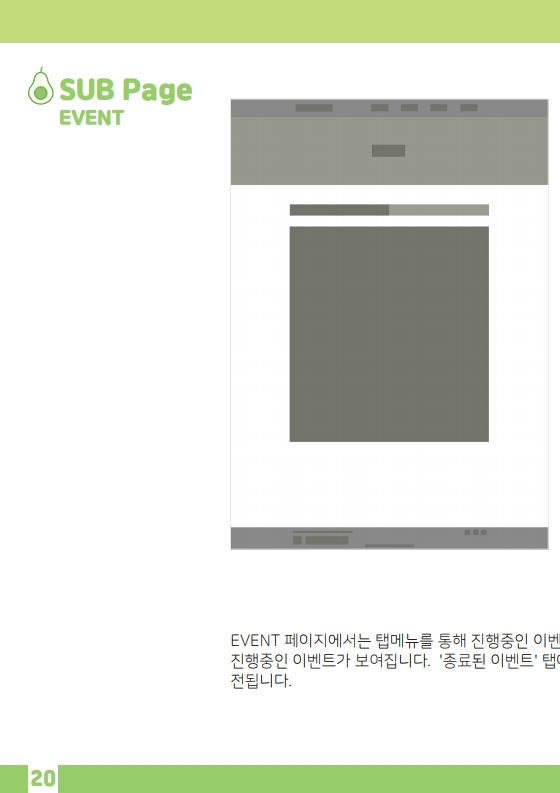 SUB Page
EVENT
EVENT 페이지에서는 탭메뉴를 통해 진행중인 이벤
진행중인 이벤트가 보여집니다. '종료된 이벤트' 탭
전됩니다.
20